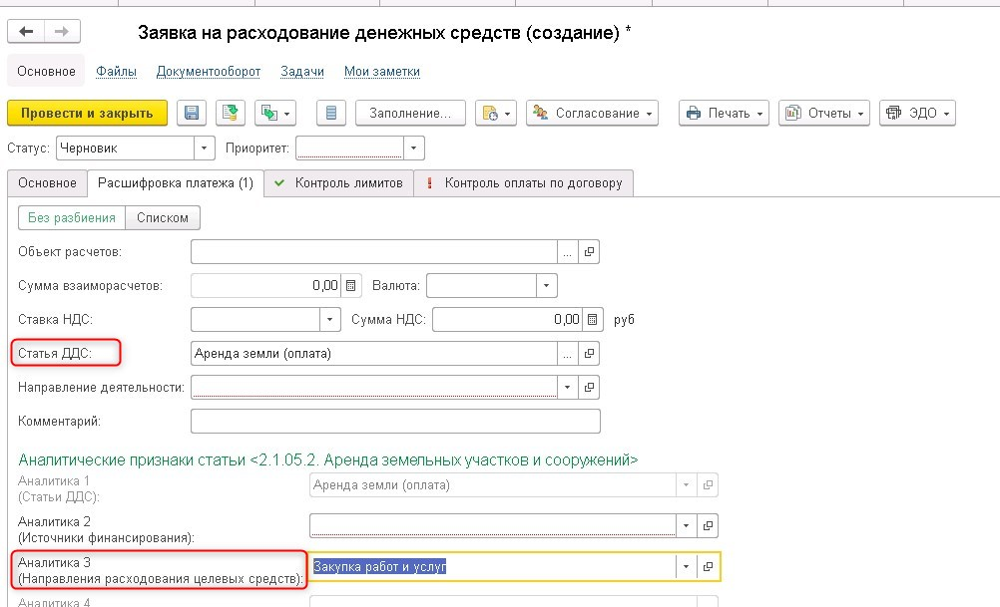 Заявка на расходование денежных средств (создание) *
Основное Файлы Документооборот Задачи Мои заметки
Провести и закрыть Заполнение... Согласование Печать Отчеты ЭДО
Статус: Черновик Приоритет:
Основное Расшифровка платежа (1) Контроль лимитов Контроль оплаты по договору
Без разбиения Списком
Объект расчетов: ...
Сумма взаиморасчетов: 0,00 Валюта:
Ставка НДС: Сумма НДС: 0,00 руб
Статья ДДС: Аренда земли (оплата) ...
Направление деятельности:
Комментарий:
Аналитические признаки статьи <2.1.05.2. Аренда земельных участков и сооружений>
Аналитика 1
(Статьи ДДС): Аренда земли (оплата)
Аналитика 2
(Источники финансирования):
Аналитика 3
(Направления расходования целевых средств): Закупка работ и услуг
Аналитика 4